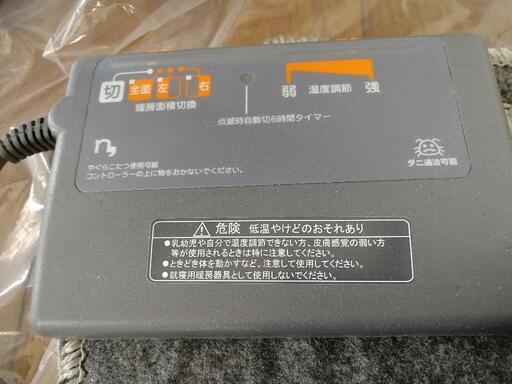 切 全面 左 右
暖房面積切換
点滅時自動切6時間タイマー
弱 温度調節 強
やぐらこたつ使用可能
コントローラーの上に物をおかないでください。
ダニ退治可能
危険 低温やけどのおそれあり
●乳幼児や自分で温度調節できない方、皮膚感覚の弱い方
等が使用されるときは特に注意してください。
●ときどき体を動かすなど、注意して使用してください。
●就寝用暖房器具として使用しないでください。